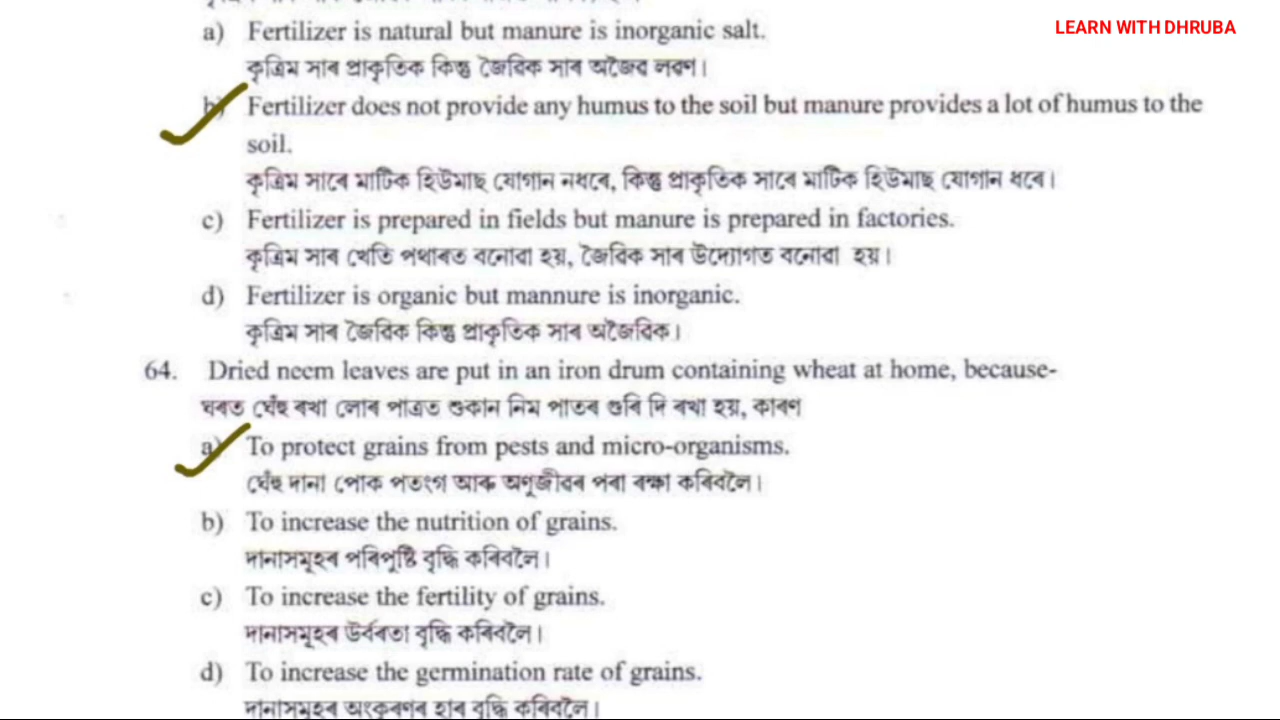 LEARN WITH DHRUBA
a) Fertilizer is natural but manure is inorganic salt.
কৃত্ৰিম সাৰ প্ৰাকৃতিক কিন্তু জৈৱিক সাৰ অজৈৱ লৱণ।
b) Fertilizer does not provide any humus to the soil but manure provides a lot of humus to the
soil.
কৃত্ৰিম সাৰে মাটিক হিউমাছ যোগান নধৰে, কিন্তু প্ৰাকৃতিক সাৰে মাটিক হিউমাছ যোগান ধৰে।
c) Fertilizer is prepared in fields but manure is prepared in factories.
কৃত্ৰিম সাৰ খেতি পথাৰত বনোৱা হয়, জৈৱিক সাৰ উদ্যোগত বনোৱা হয়।
d) Fertilizer is organic but mannure is inorganic.
কৃত্ৰিম সাৰ জৈৱিক কিন্তু প্ৰাকৃতিক সাৰ অজৈৱিক।
64. Dried neem leaves are put in an iron drum containing wheat at home, because-
ঘৰত ঘেঁহু ৰখা লোৰ পাত্ৰত শুকান নিম পাতৰ গুৰি দি ৰখা হয়, কাৰণ
a) To protect grains from pests and micro-organisms.
ঘেঁহু দানা পোক পতংগ আৰু অণুজীৱৰ পৰা ৰক্ষা কৰিবলৈ।
b) To increase the nutrition of grains.
দানাসমূহৰ পৰিপুষ্টি বৃদ্ধি কৰিবলৈ।
c) To increase the fertility of grains.
দানাসমূহৰ উৰ্বৰতা বৃদ্ধি কৰিবলৈ।
d) To increase the germination rate of grains.
দানাসমূহৰ অংকুৰণৰ হাৰ বৃদ্ধি কৰিবলৈ।